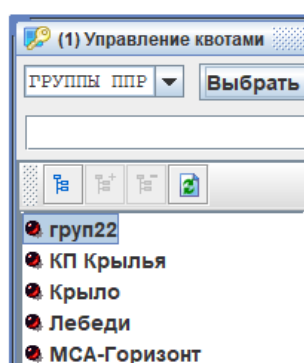 (1) Управление квотами
ГРУППЫ ППР Выбрать
груп22
КП Крылья
Крыло
Лебеди
МСА-Горизонт